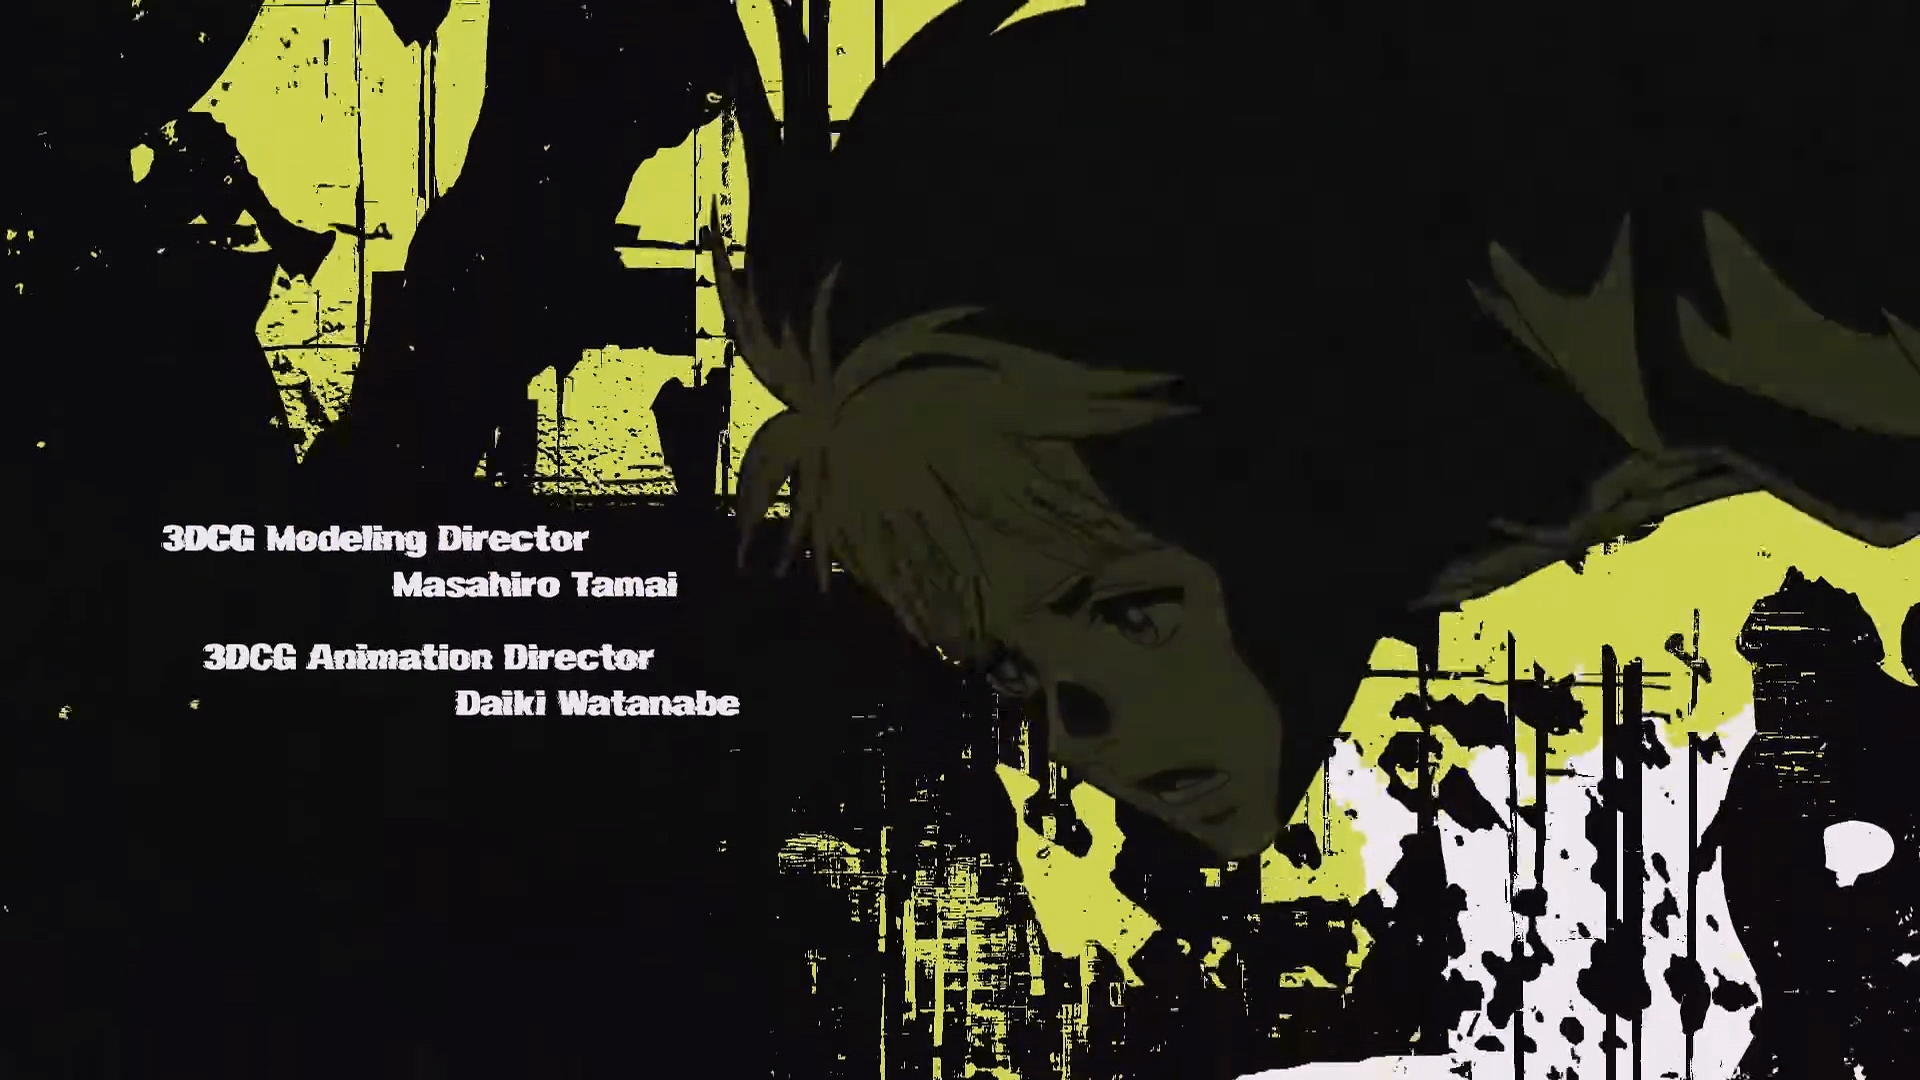 3DCG Modeling Director
Masahiro Tamai
3DCG Animation Director
Daiki Watanabe